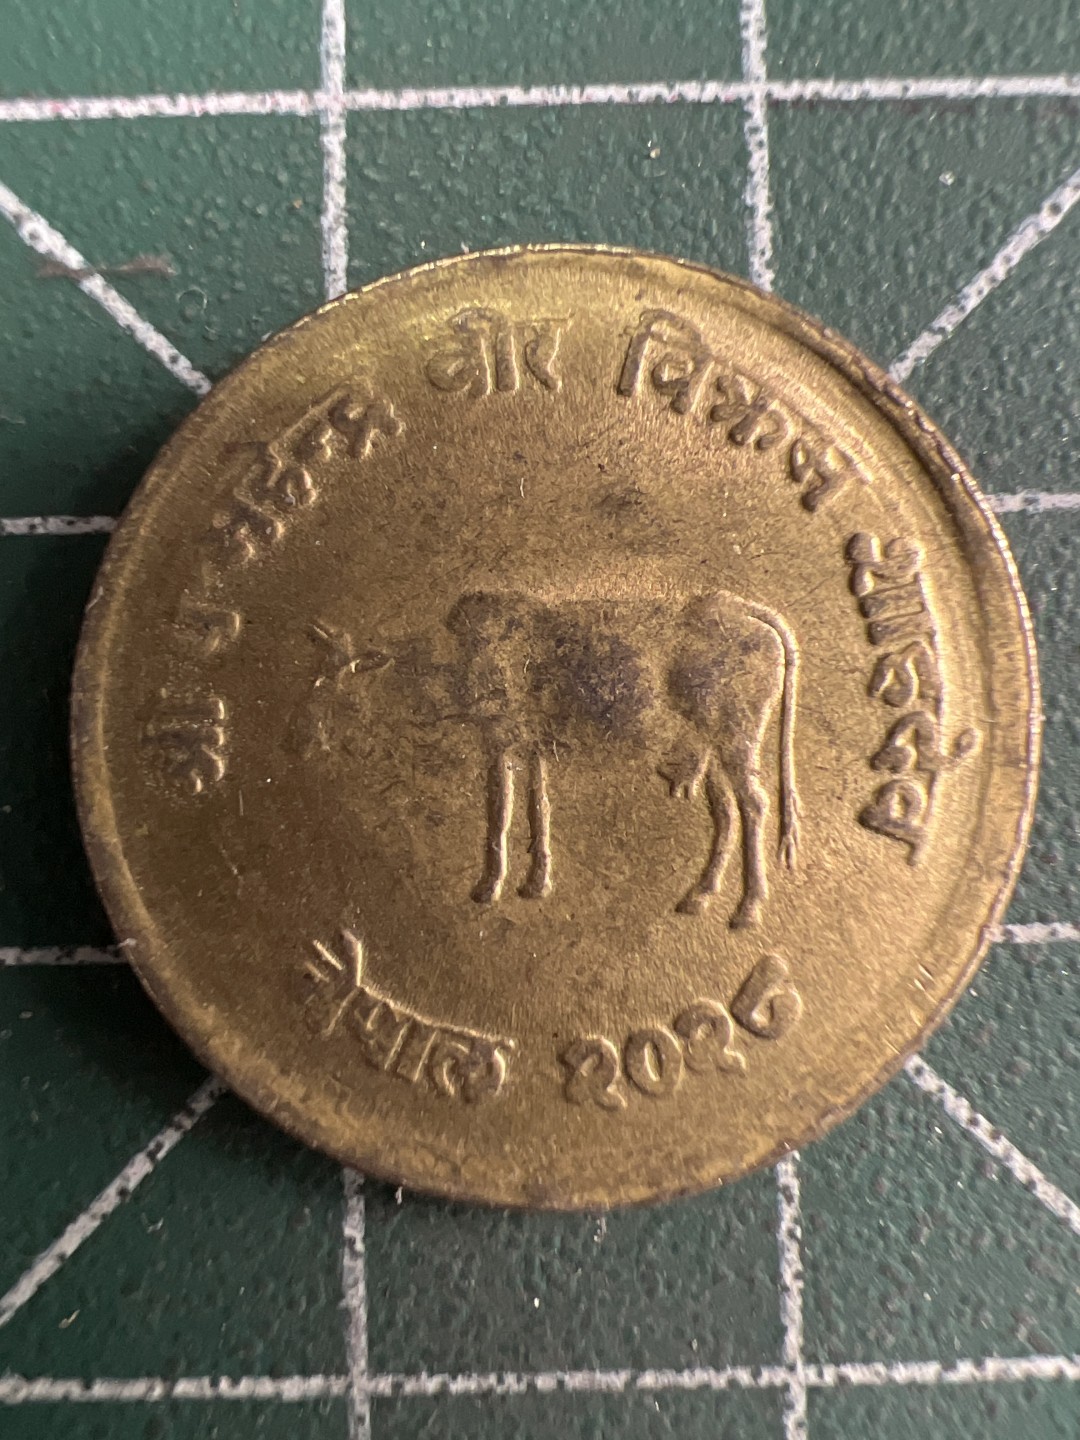 श्री ५ महेन्द्र वीर विक्रम शाहदेव
नेपाल २०२८